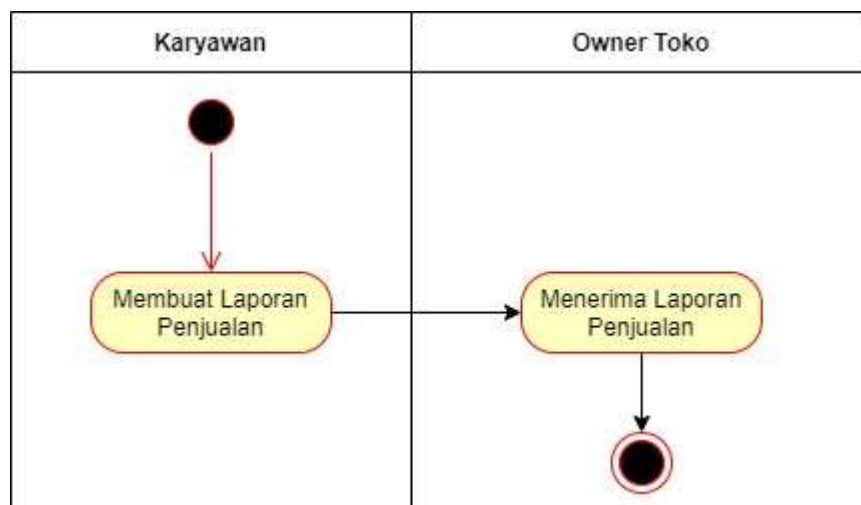 Karyawan
Owner Toko
Membuat Laporan
Penjualan
Menerima Laporan
Penjualan